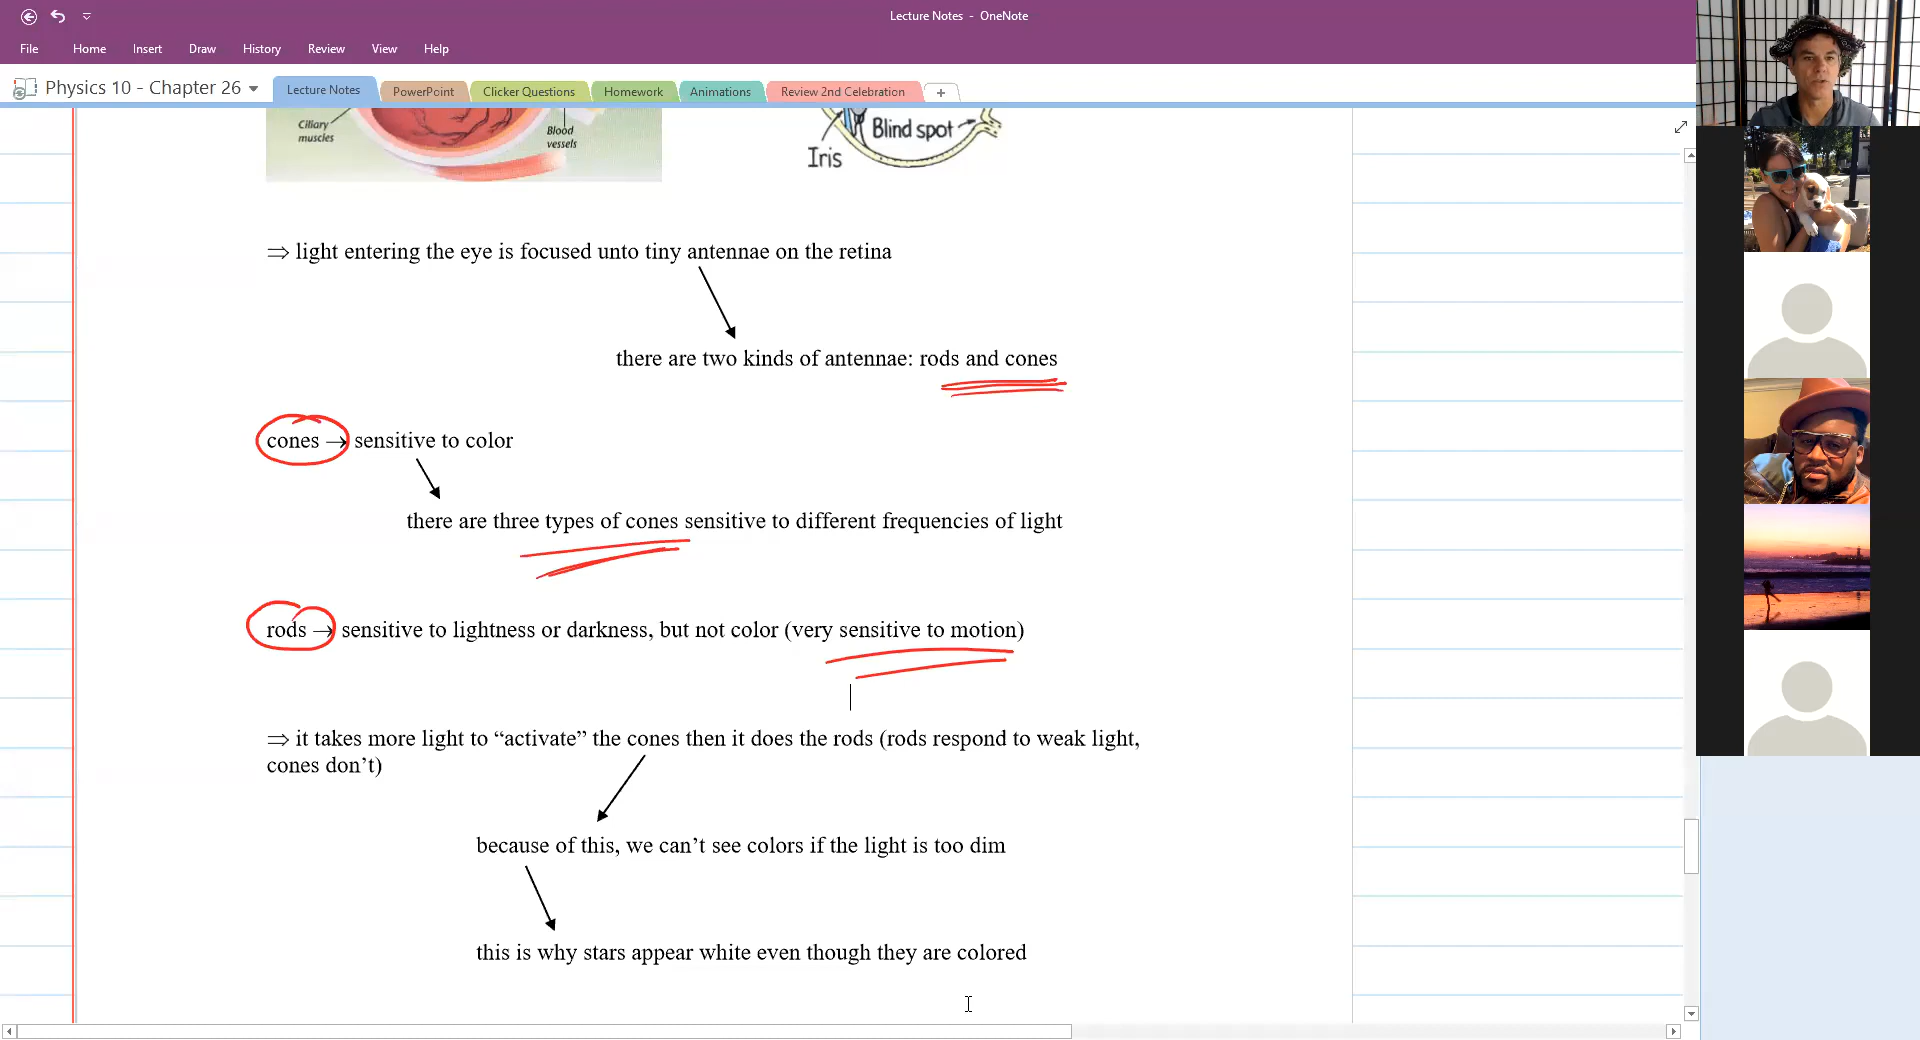 Lecture Notes - OneNote
File Home Insert Draw History Review View Help
Physics 10 - Chapter 26 Lecture Notes PowerPoint Clicker Questions Homework Animations Review 2nd Celebration +
Ciliary
muscles
Blood
vessels
Blind spot
Iris
⇒ light entering the eye is focused unto tiny antennae on the retina
there are two kinds of antennae: rods and cones
cones → sensitive to color
there are three types of cones sensitive to different frequencies of light
rods → sensitive to lightness or darkness, but not color (very sensitive to motion)
⇒ it takes more light to “activate” the cones then it does the rods (rods respond to weak light,
cones don’t)
because of this, we can’t see colors if the light is too dim
this is why stars appear white even though they are colored